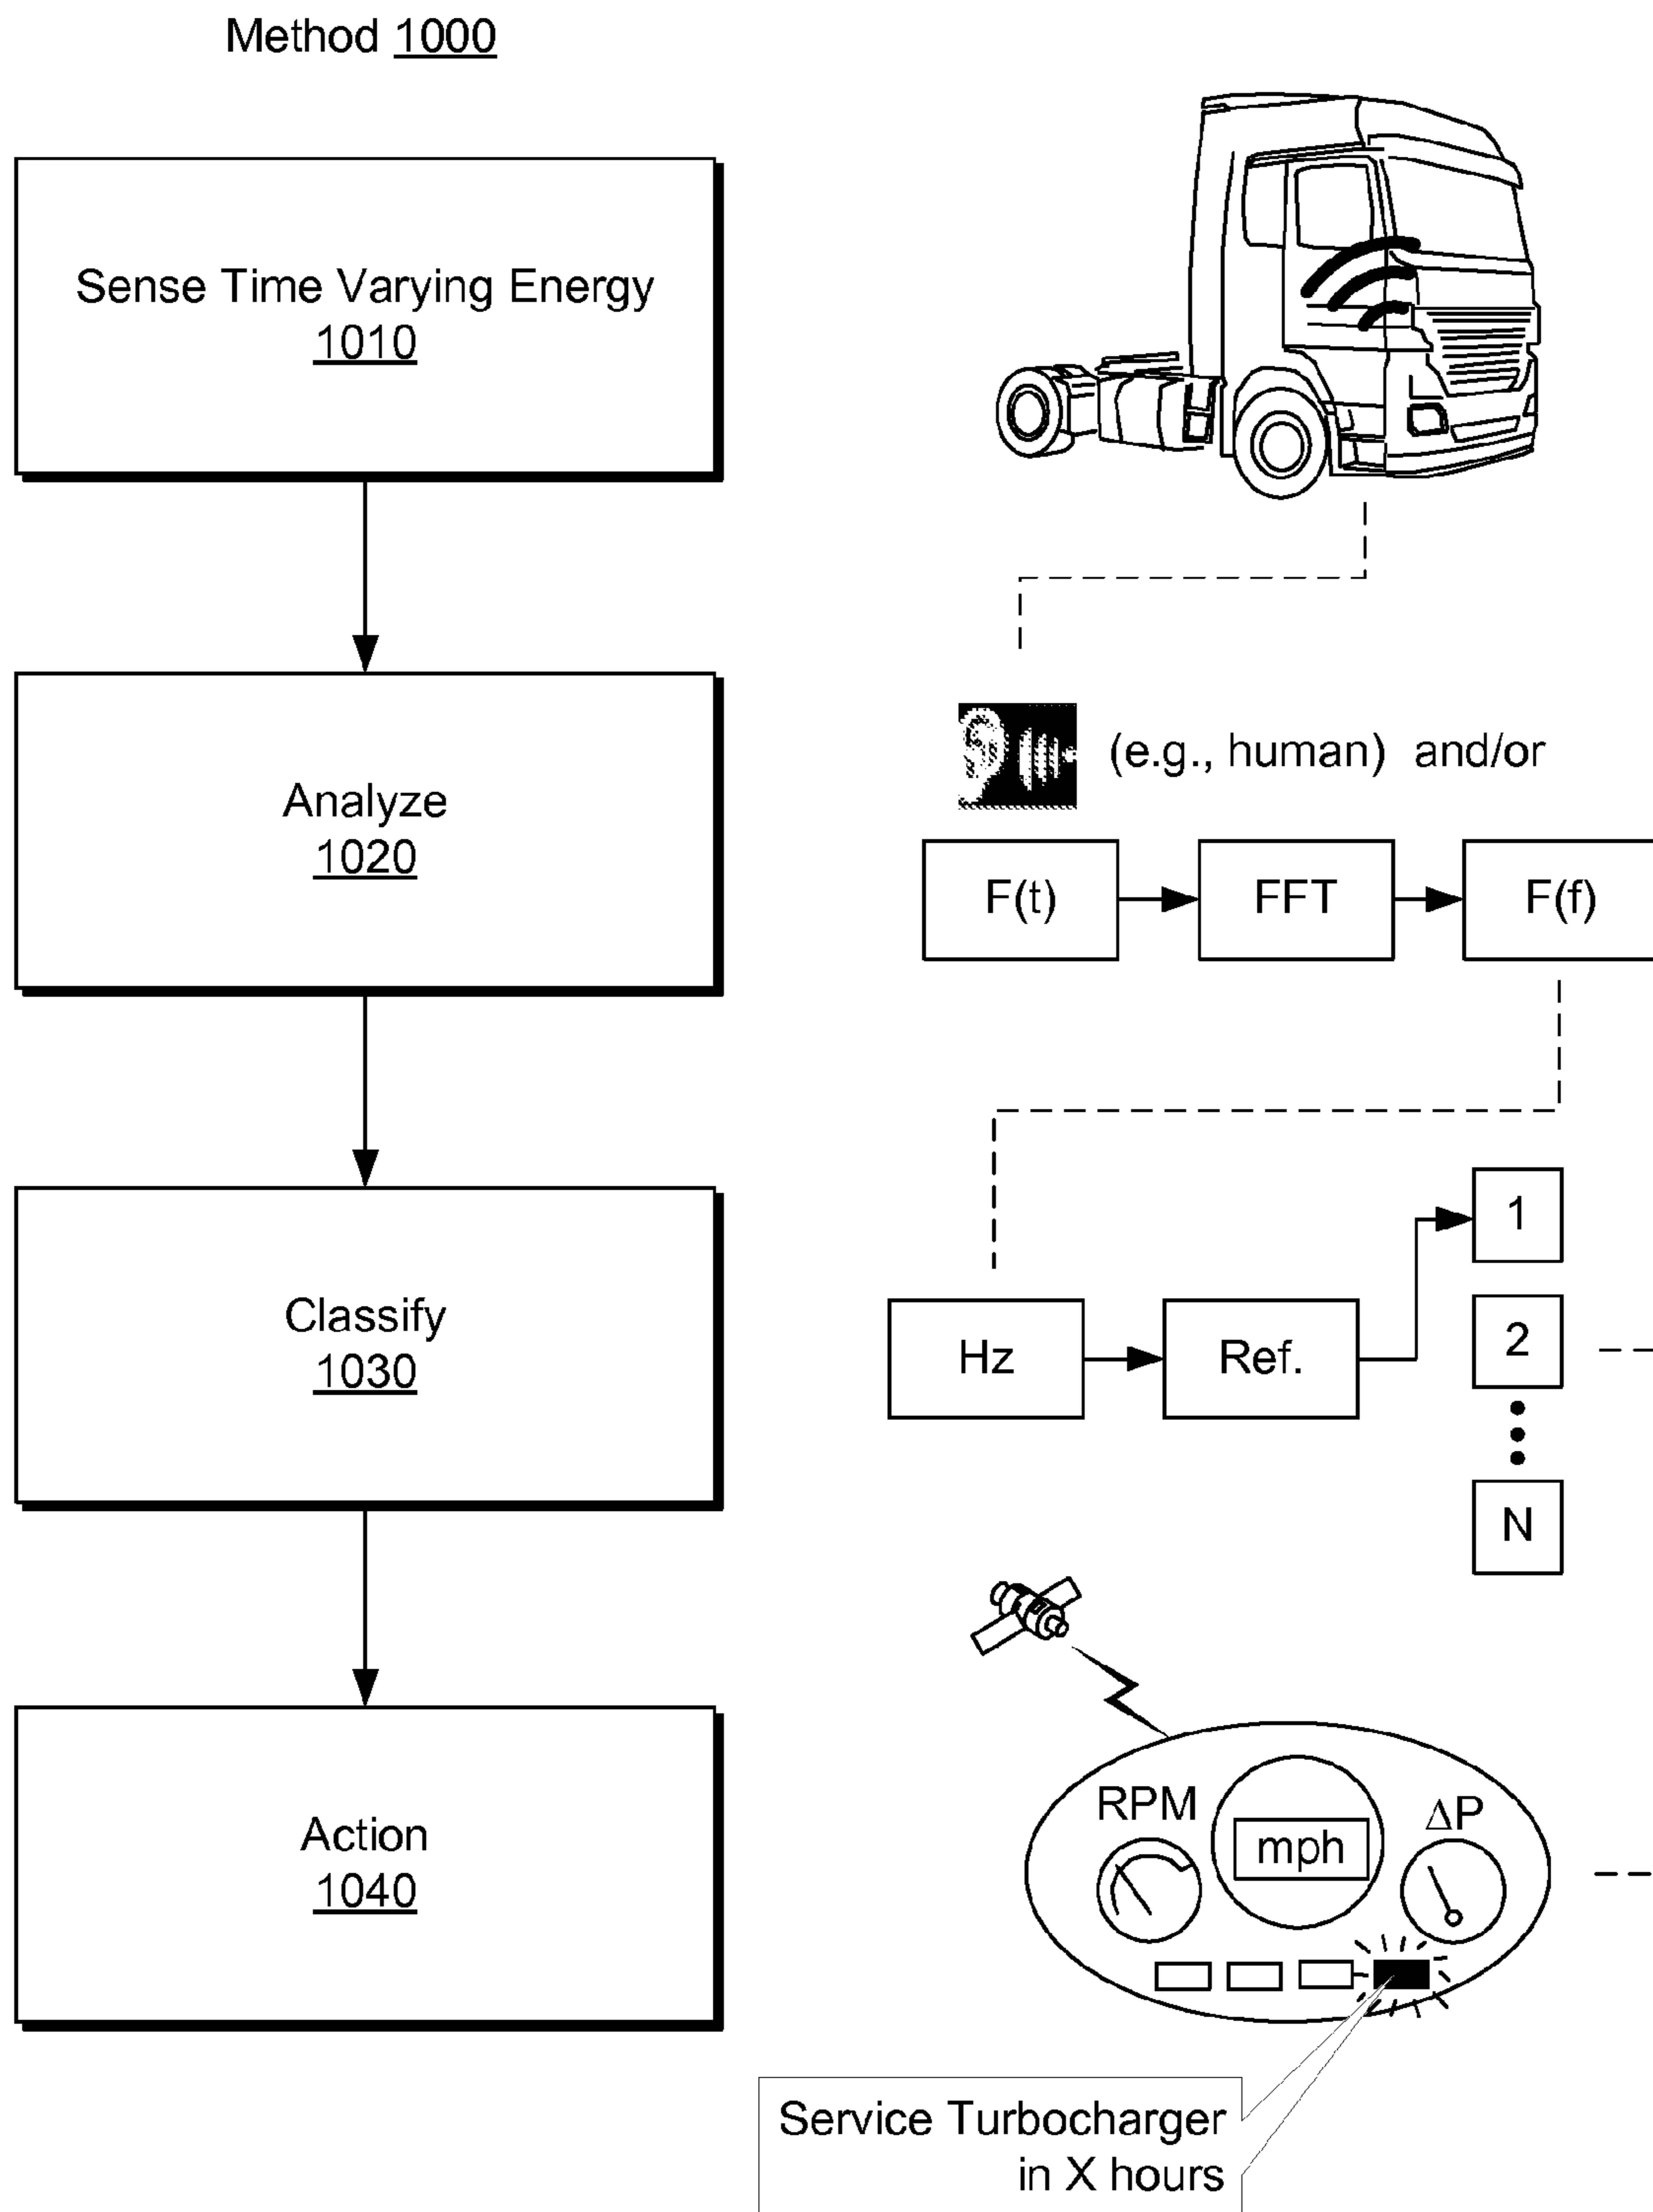 Method 1000
Sense Time Varying Energy
1010
Analyze
1020
(e.g., human) and/or
F(t)
FFT
F(f)
Classify
1030
Hz
Ref.
1
2
N
Action
1040
RPM
mph
ΔP
Service Turbocharger
in X hours